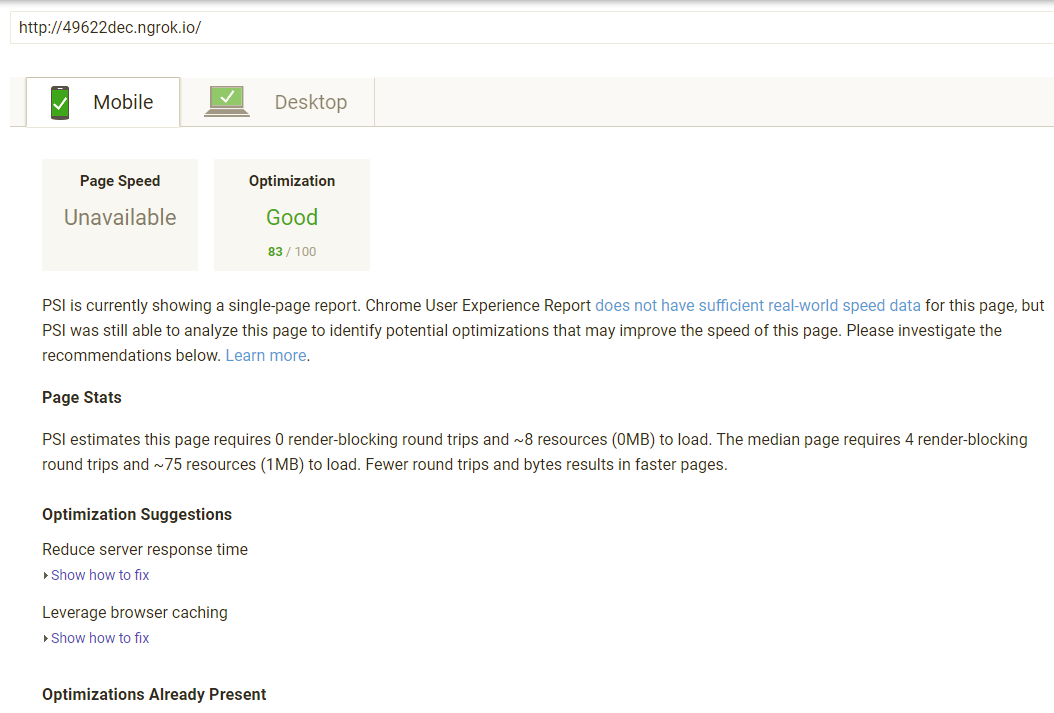 http://49622dec.ngrok.io/
Mobile
Desktop
Page Speed
Unavailable
Optimization
Good
83 / 100
PSI is currently showing a single-page report. Chrome User Experience Report does not have sufficient real-world speed data for this page, but
PSI was still able to analyze this page to identify potential optimizations that may improve the speed of this page. Please investigate the
recommendations below. Learn more.
Page Stats
PSI estimates this page requires 0 render-blocking round trips and ~8 resources (0MB) to load. The median page requires 4 render-blocking
round trips and ~75 resources (1MB) to load. Fewer round trips and bytes results in faster pages.
Optimization Suggestions
Reduce server response time
Show how to fix
Leverage browser caching
Show how to fix
Optimizations Already Present